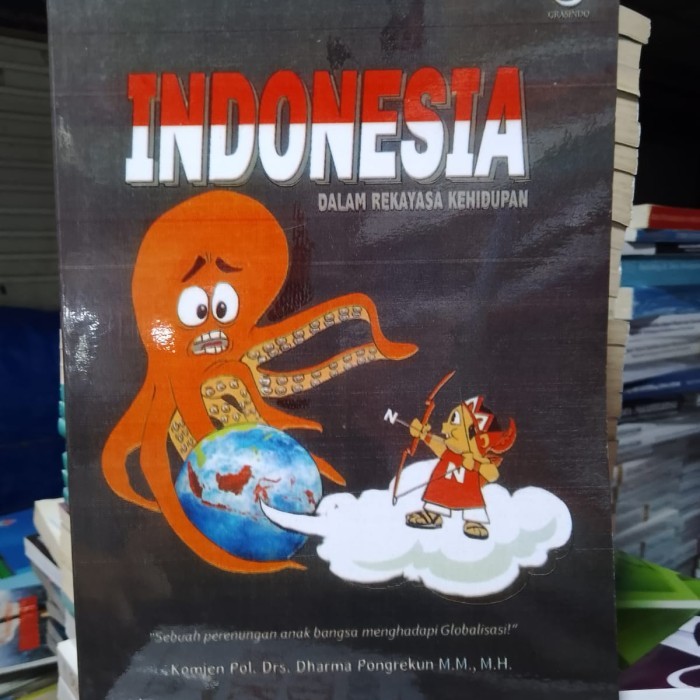 GRASINDO
INDONESIA
DALAM REKAYASA KEHIDUPAN
N
N
"Sebuah perenungan anak bangsa menghadapi Globalisasi!"
Komjen Pol. Drs. Dharma Pongrekun M.M., M.H.